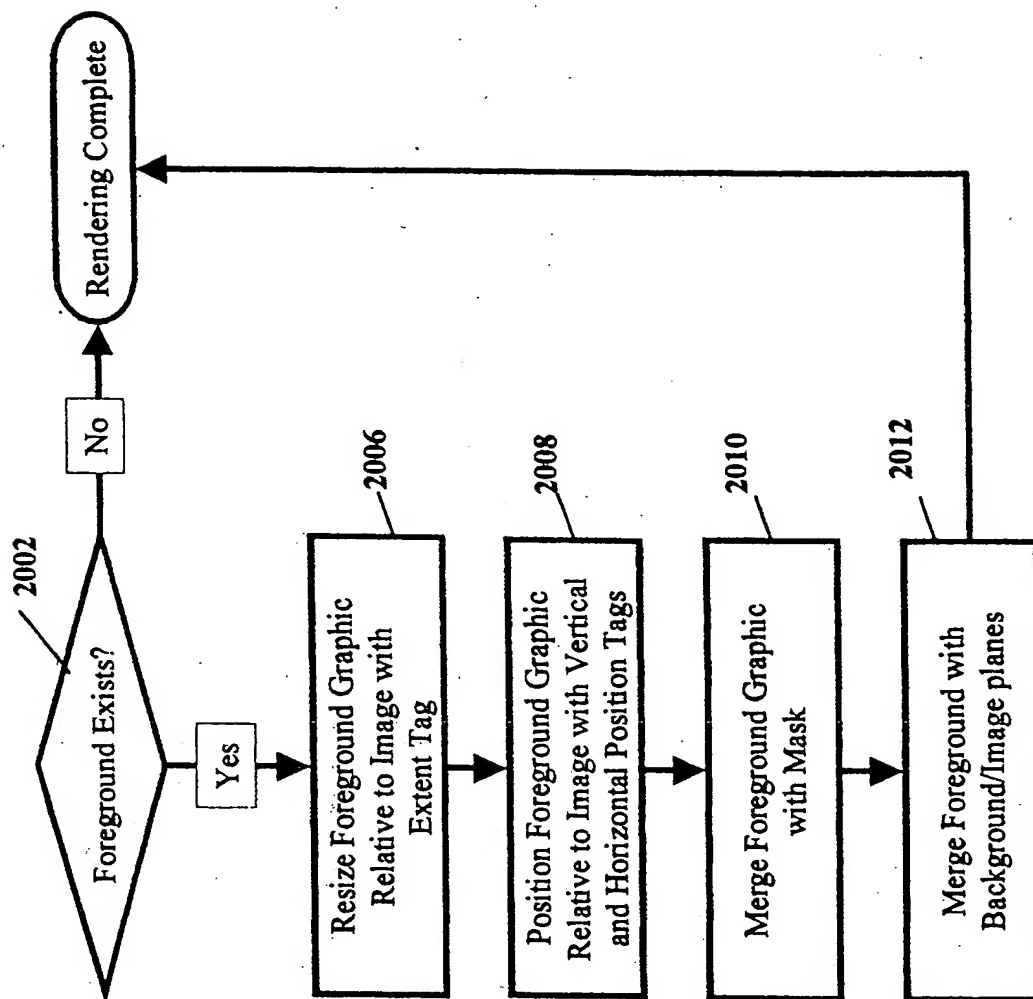 2002
Foreground Exists?
No
Rendering Complete
Yes
2006
Resize Foreground Graphic
Relative to Image with
Extent Tag
2008
Position Foreground Graphic
Relative to Image with Vertical
and Horizontal Position Tags
2010
Merge Foreground Graphic
with Mask
2012
Merge Foreground with
Background/Image planes